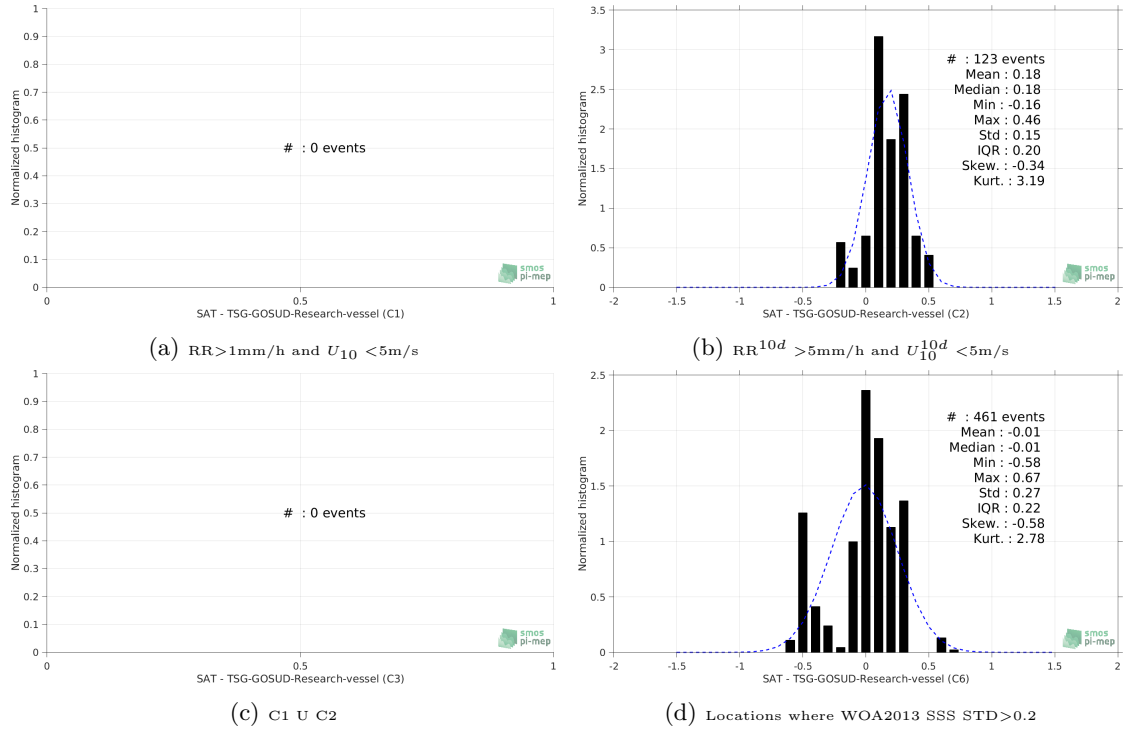 1
0.9
0.8
0.7
0.6
0.5
0.4
0.3
0.2
0.1
0
0 0.5 1
Normalized histogram
# : 0 events
smos
pi-mep
SAT - TSG-GOSUD-Research-vessel (C1)
(a) RR>1mm/h and U10 <5m/s
3.5
3
2.5
2
1.5
1
0.5
0
-2 -1.5 -1 -0.5 0 0.5 1 1.5 2
Normalized histogram
# : 123 events
Mean : 0.18
Median : 0.18
Min : -0.16
Max : 0.46
Std : 0.15
IQR : 0.20
Skew. : -0.34
Kurt. : 3.19
smos
pi-mep
SAT - TSG-GOSUD-Research-vessel (C2)
(b) RR10d >5mm/h and U10d10 <5m/s
1
0.9
0.8
0.7
0.6
0.5
0.4
0.3
0.2
0.1
0
0 0.5 1
Normalized histogram
# : 0 events
smos
pi-mep
SAT - TSG-GOSUD-Research-vessel (C3)
(c) C1 U C2
2.5
2
1.5
1
0.5
0
-2 -1.5 -1 -0.5 0 0.5 1 1.5 2
Normalized histogram
# : 461 events
Mean : -0.01
Median : -0.01
Min : -0.58
Max : 0.67
Std : 0.27
IQR : 0.22
Skew. : -0.58
Kurt. : 2.78
smos
pi-mep
SAT - TSG-GOSUD-Research-vessel (C6)
(d) Locations where WOA2013 SSS STD>0.2